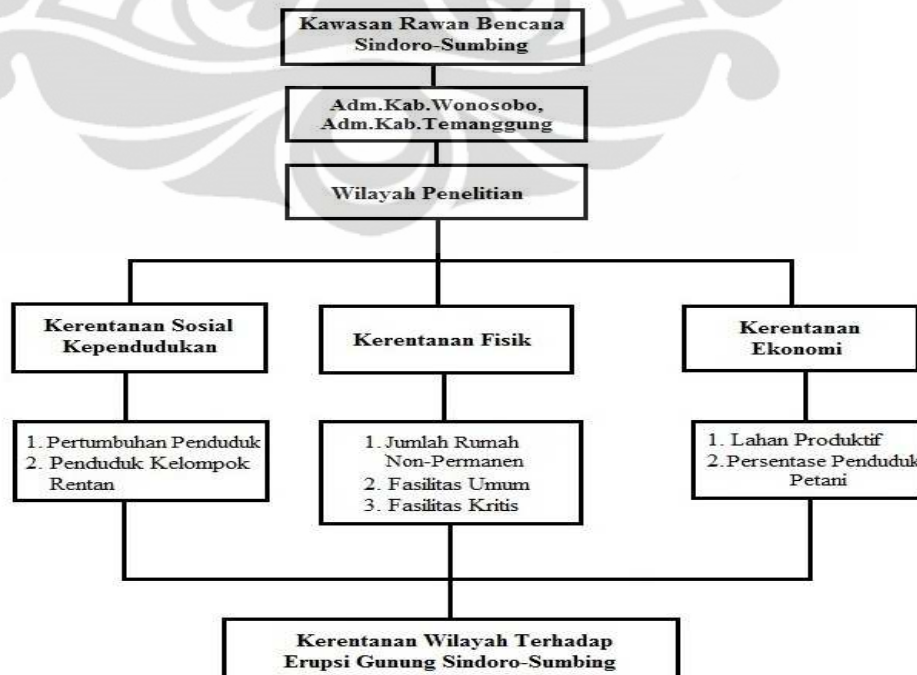 Kawasan Rawan Bencana
Sindoro-Sumbing
Adm.Kab.Wonosobo,
Adm.Kab.Temanggung
Wilayah Penelitian
Kerentanan Sosial
Kependudukan
Kerentanan Fisik
Kerentanan
Ekonomi
1. Pertumbuhan Penduduk
2. Penduduk Kelompok
Rentan
1. Jumlah Rumah
Non-Permanen
2. Fasilitas Umum
3. Fasilitas Kritis
1. Lahan Produktif
2.Persentase Penduduk
Petani
Kerentanan Wilayah Terhadap
Erupsi Gunung Sindoro-Sumbing